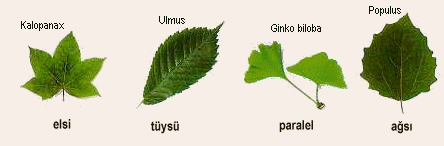 Kalopanax
Ulmus
Ginko biloba
Populus
elsi
tüysü
paralel
ağsı